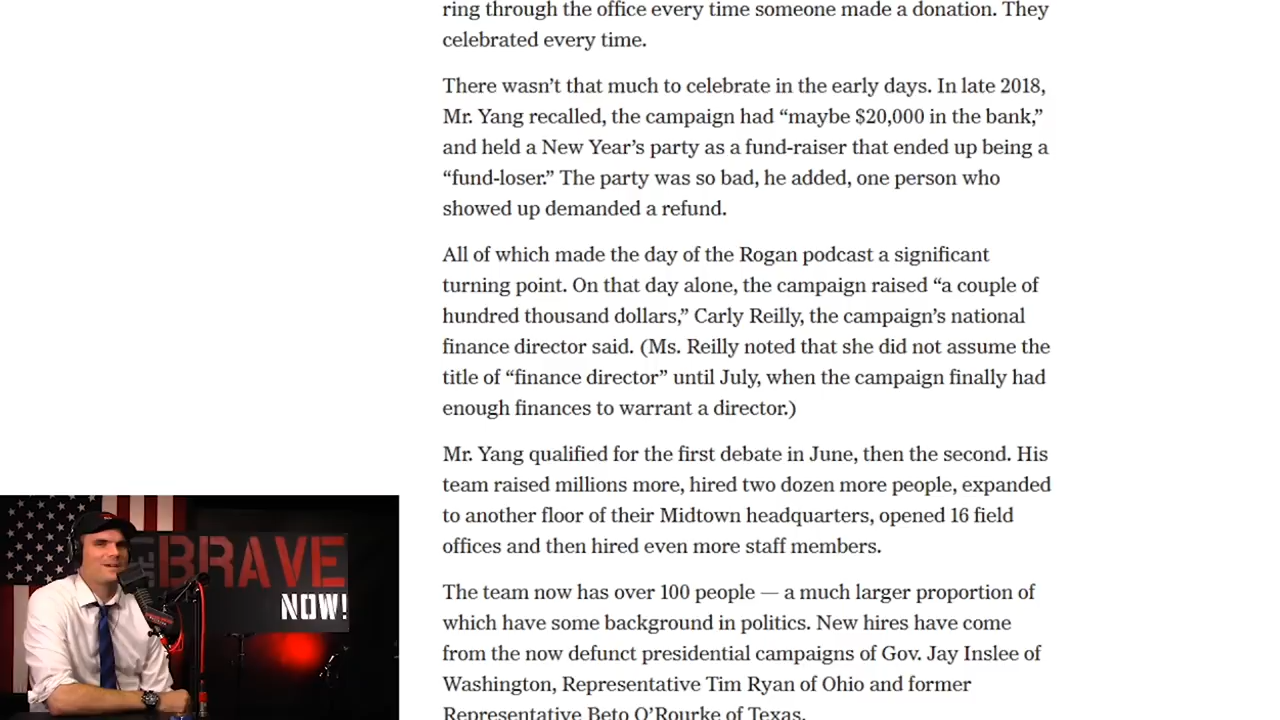 ring through the office every time someone made a donation. They
celebrated every time.
There wasn’t that much to celebrate in the early days. In late 2018,
Mr. Yang recalled, the campaign had “maybe $20,000 in the bank,”
and held a New Year’s party as a fund-raiser that ended up being a
“fund-loser.” The party was so bad, he added, one person who
showed up demanded a refund.
All of which made the day of the Rogan podcast a significant
turning point. On that day alone, the campaign raised “a couple of
hundred thousand dollars,” Carly Reilly, the campaign’s national
finance director said. (Ms. Reilly noted that she did not assume the
title of “finance director” until July, when the campaign finally had
enough finances to warrant a director.)
Mr. Yang qualified for the first debate in June, then the second. His
team raised millions more, hired two dozen more people, expanded
to another floor of their Midtown headquarters, opened 16 field
offices and then hired even more staff members.
The team now has over 100 people — a much larger proportion of
which have some background in politics. New hires have come
from the now defunct presidential campaigns of Gov. Jay Inslee of
Washington, Representative Tim Ryan of Ohio and former
Representative Beto O’Rourke of Texas.
BRAVE
NOW!